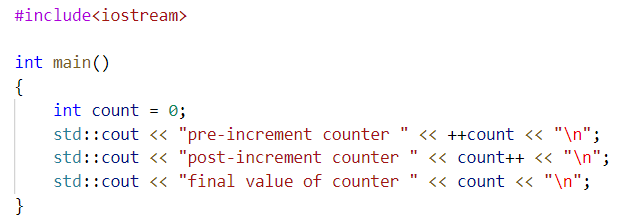 #include<iostream>

int main()
{
    int count = 0;
    std::cout << "pre-increment counter " << ++count << "\n";
    std::cout << "post-increment counter " << count++ << "\n";
    std::cout << "final value of counter " << count << "\n";
}